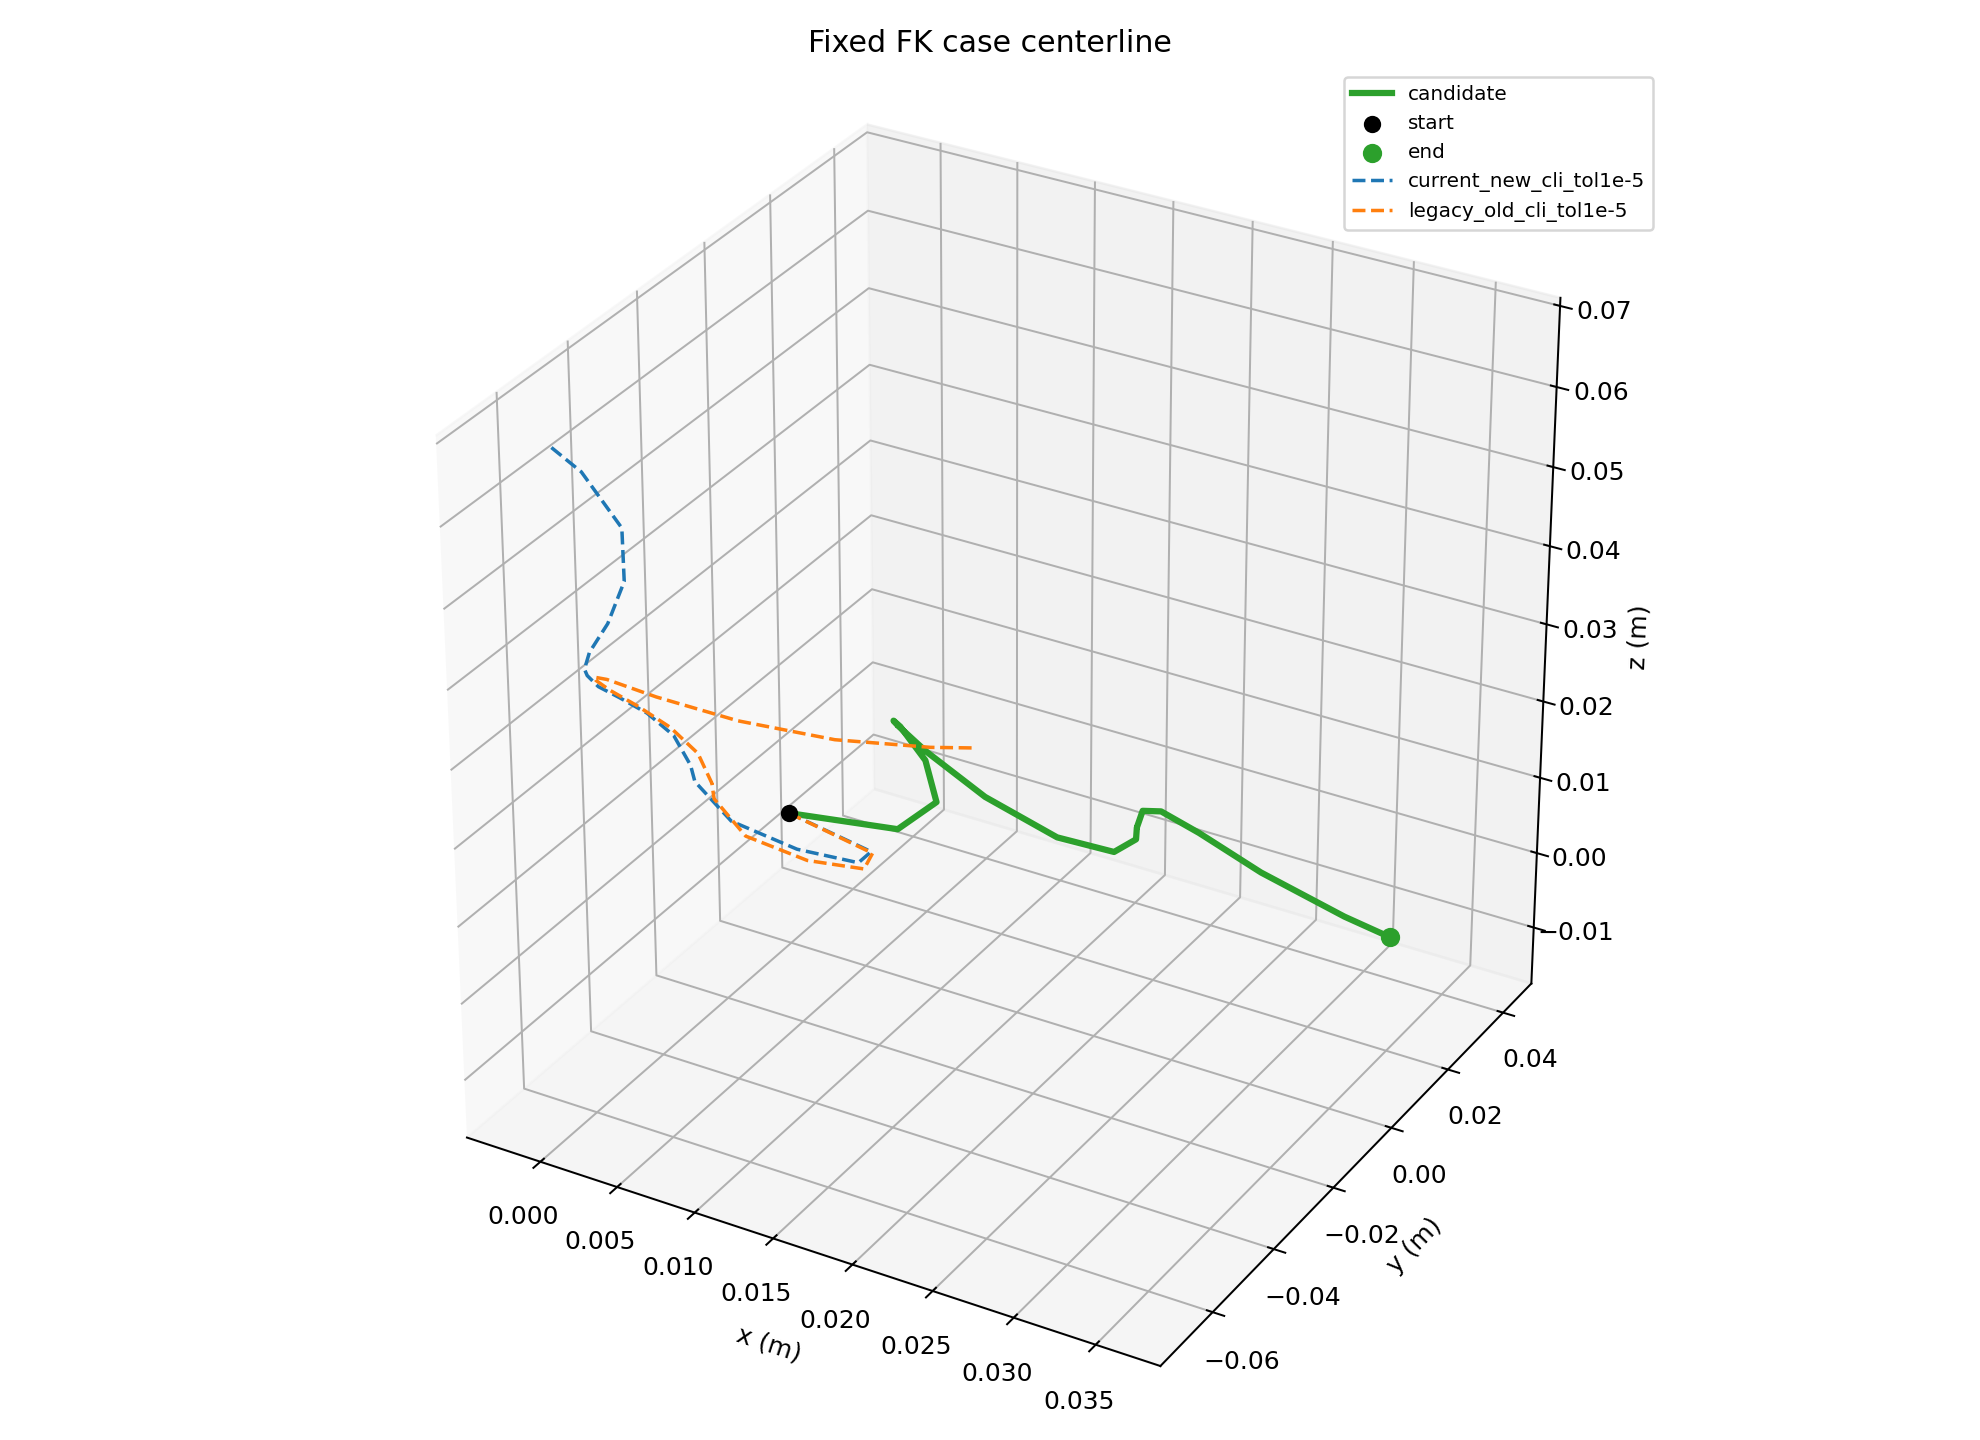 Fixed FK case centerline
candidate
start
end
current_new_cli_tol1e-5
legacy_old_cli_tol1e-5
0.07
0.06
0.05
0.04
0.03
0.02
0.01
0.00
−0.01
z (m)
0.04
0.02
0.00
−0.02
−0.04
−0.06
y (m)
0.000
0.005
0.010
0.015
0.020
0.025
0.030
0.035
x (m)